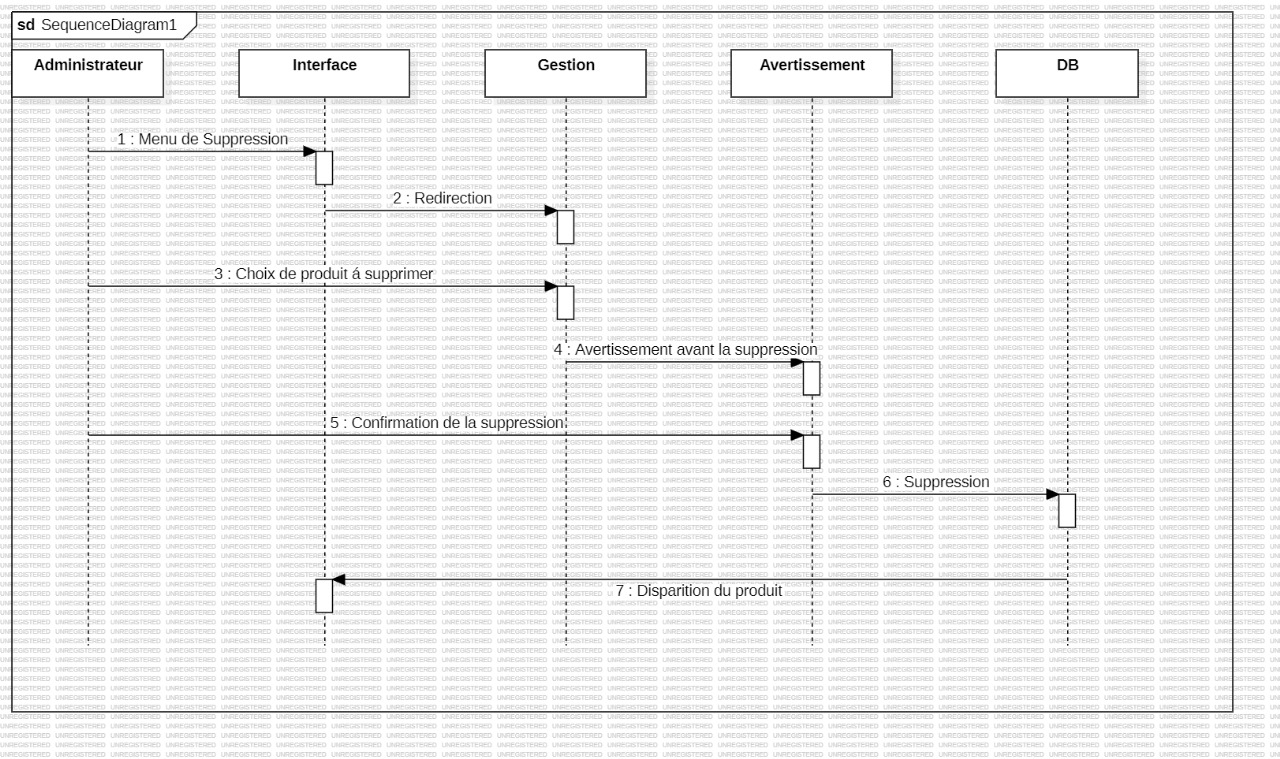 sd SequenceDiagram1
Administrateur
Interface
Gestion
Avertissement
DB
1 : Menu de Suppression
2 : Redirection
3 : Choix de produit á supprimer
4 : Avertissement avant la suppression
5 : Confirmation de la suppression
6 : Suppression
7 : Disparition du produit
UNREGISTERED